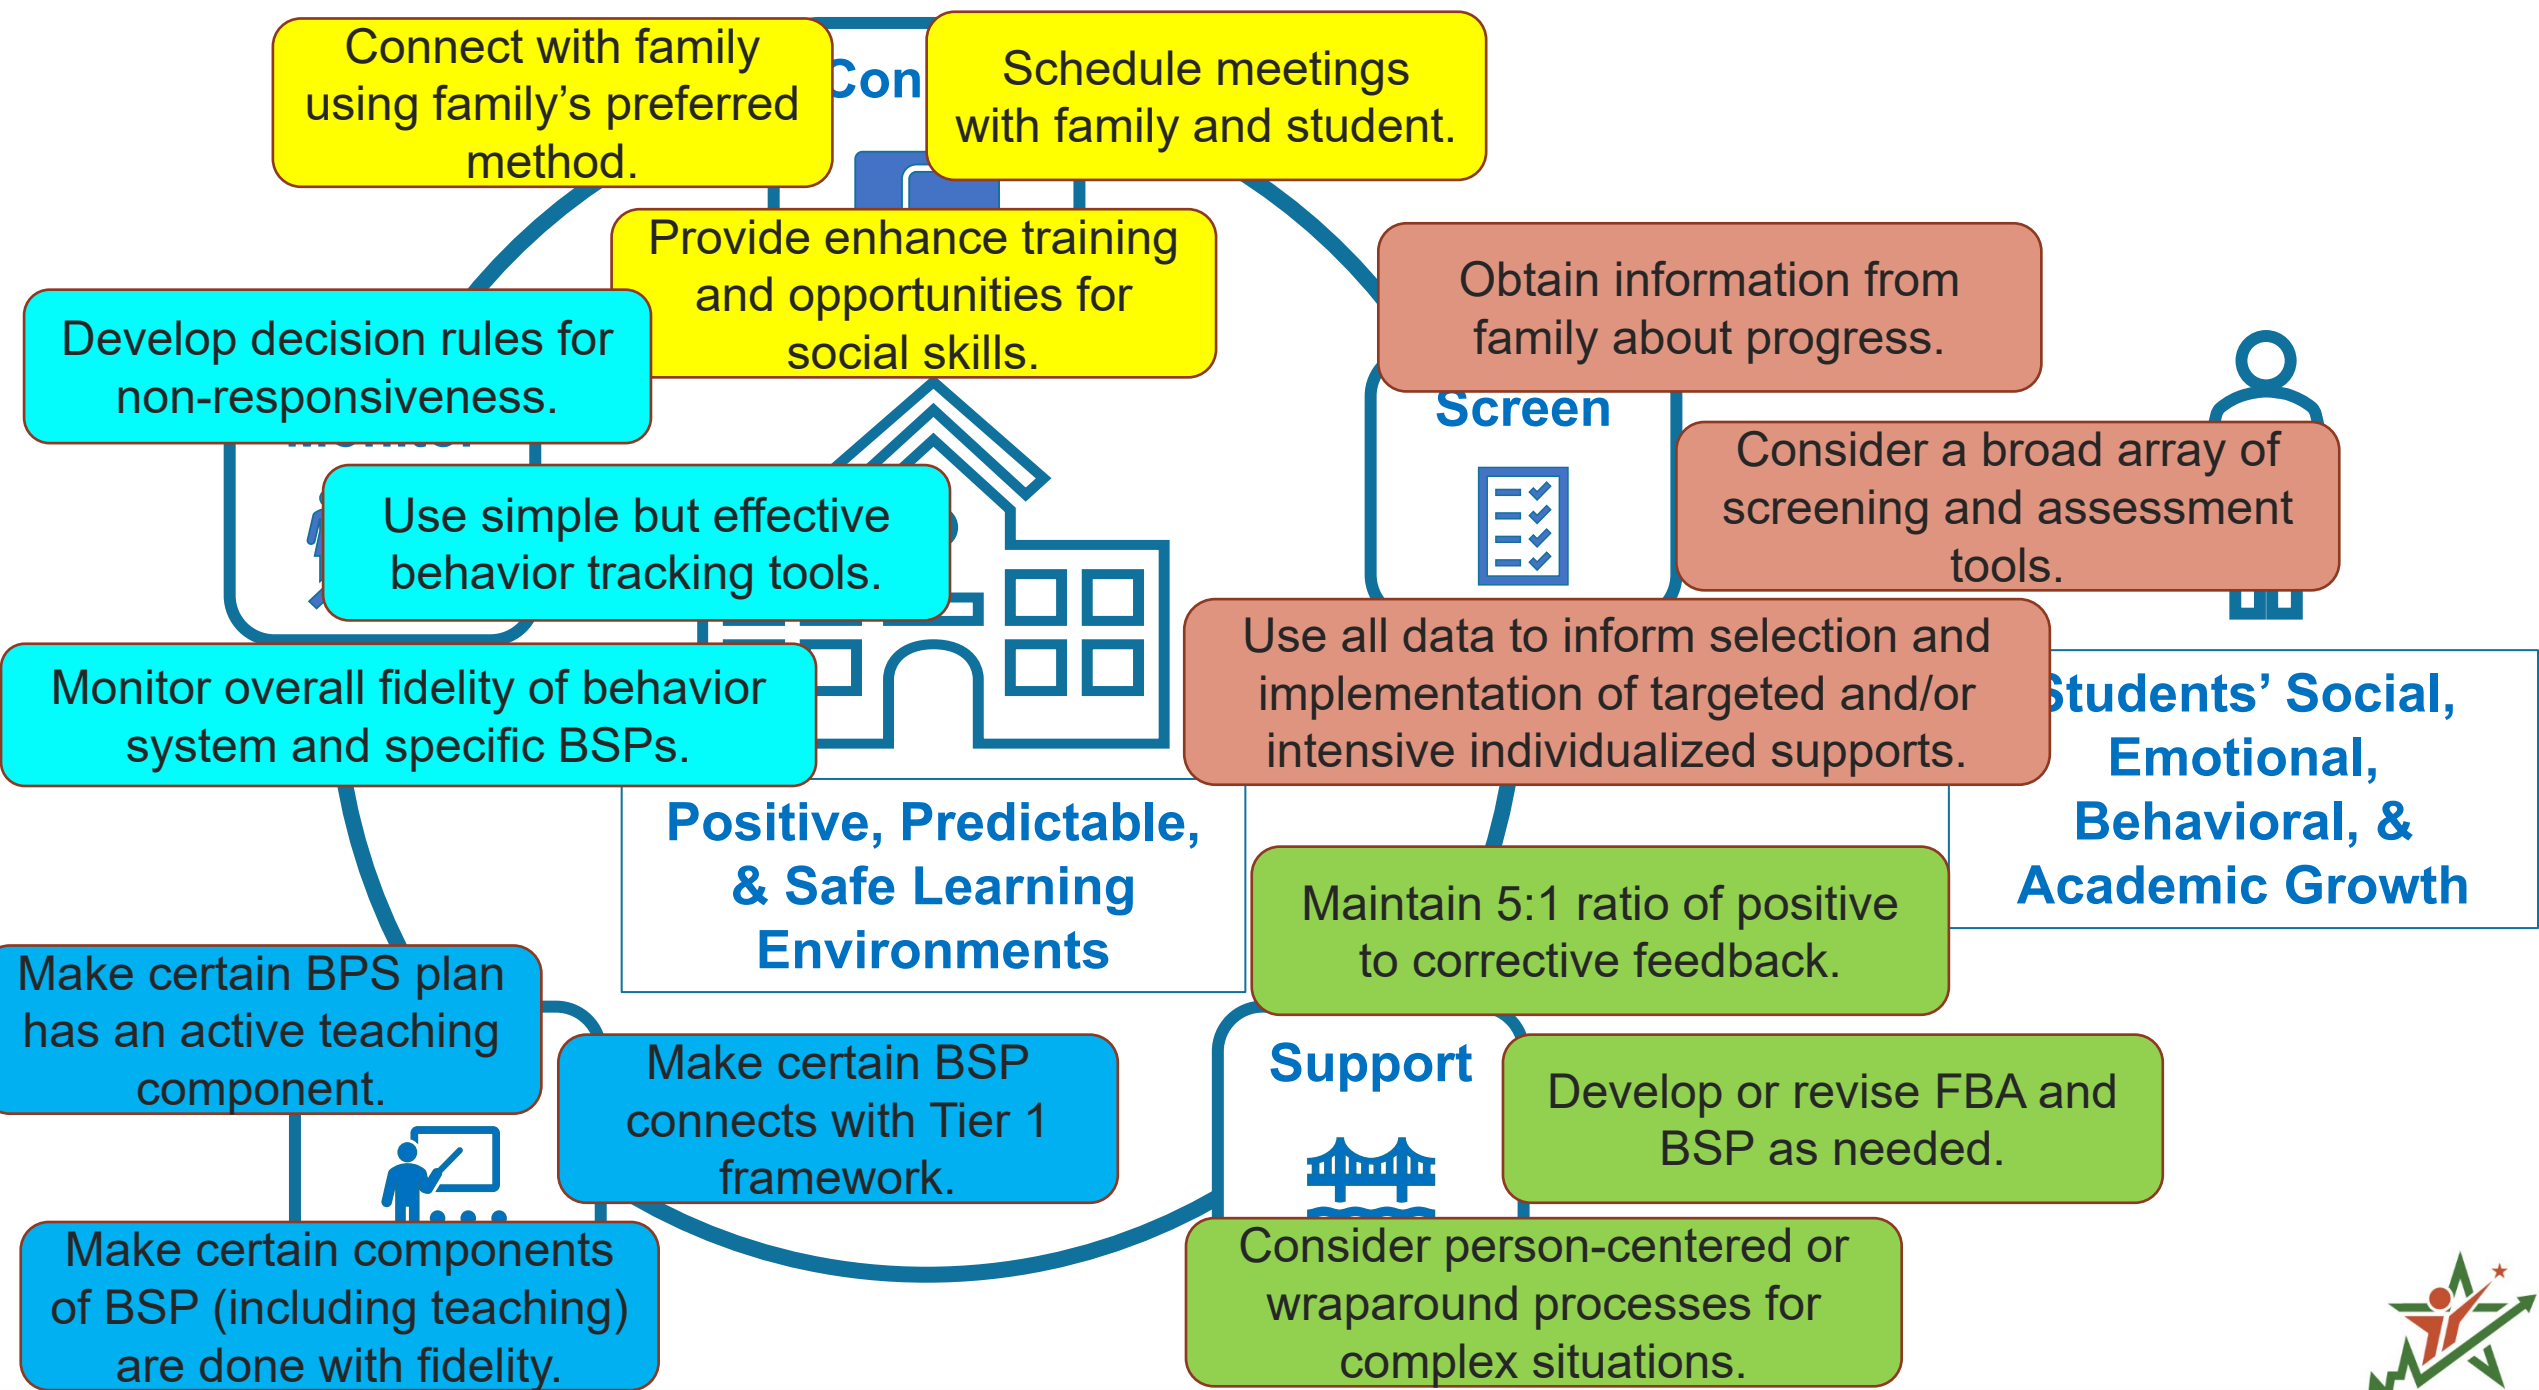 Connect with family
using family’s preferred
method.
Con
Schedule meetings
with family and student.
Provide enhance training
and opportunities for
social skills.
Obtain information from
family about progress.
Screen
Consider a broad array of
screening and assessment
tools.
Use all data to inform selection and
implementation of targeted and/or
intensive individualized supports.
Develop decision rules for
non-responsiveness.
Use simple but effective
behavior tracking tools.
Monitor overall fidelity of behavior
system and specific BSPs.
Positive, Predictable,
& Safe Learning
Environments
Students’ Social,
Emotional,
Behavioral, &
Academic Growth
Maintain 5:1 ratio of positive
to corrective feedback.
Support
Develop or revise FBA and
BSP as needed.
Consider person-centered or
wraparound processes for
complex situations.
Make certain BPS plan
has an active teaching
component.
Make certain BSP
connects with Tier 1
framework.
Make certain components
of BSP (including teaching)
are done with fidelity.